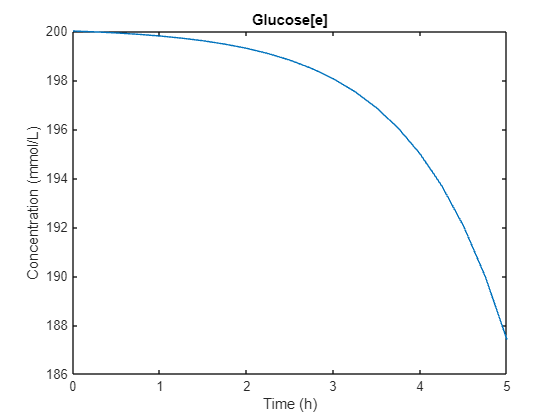 Glucose[e]
200
198
196
194
192
190
188
186
Concentration (mmol/L)
0 1 2 3 4 5
Time (h)